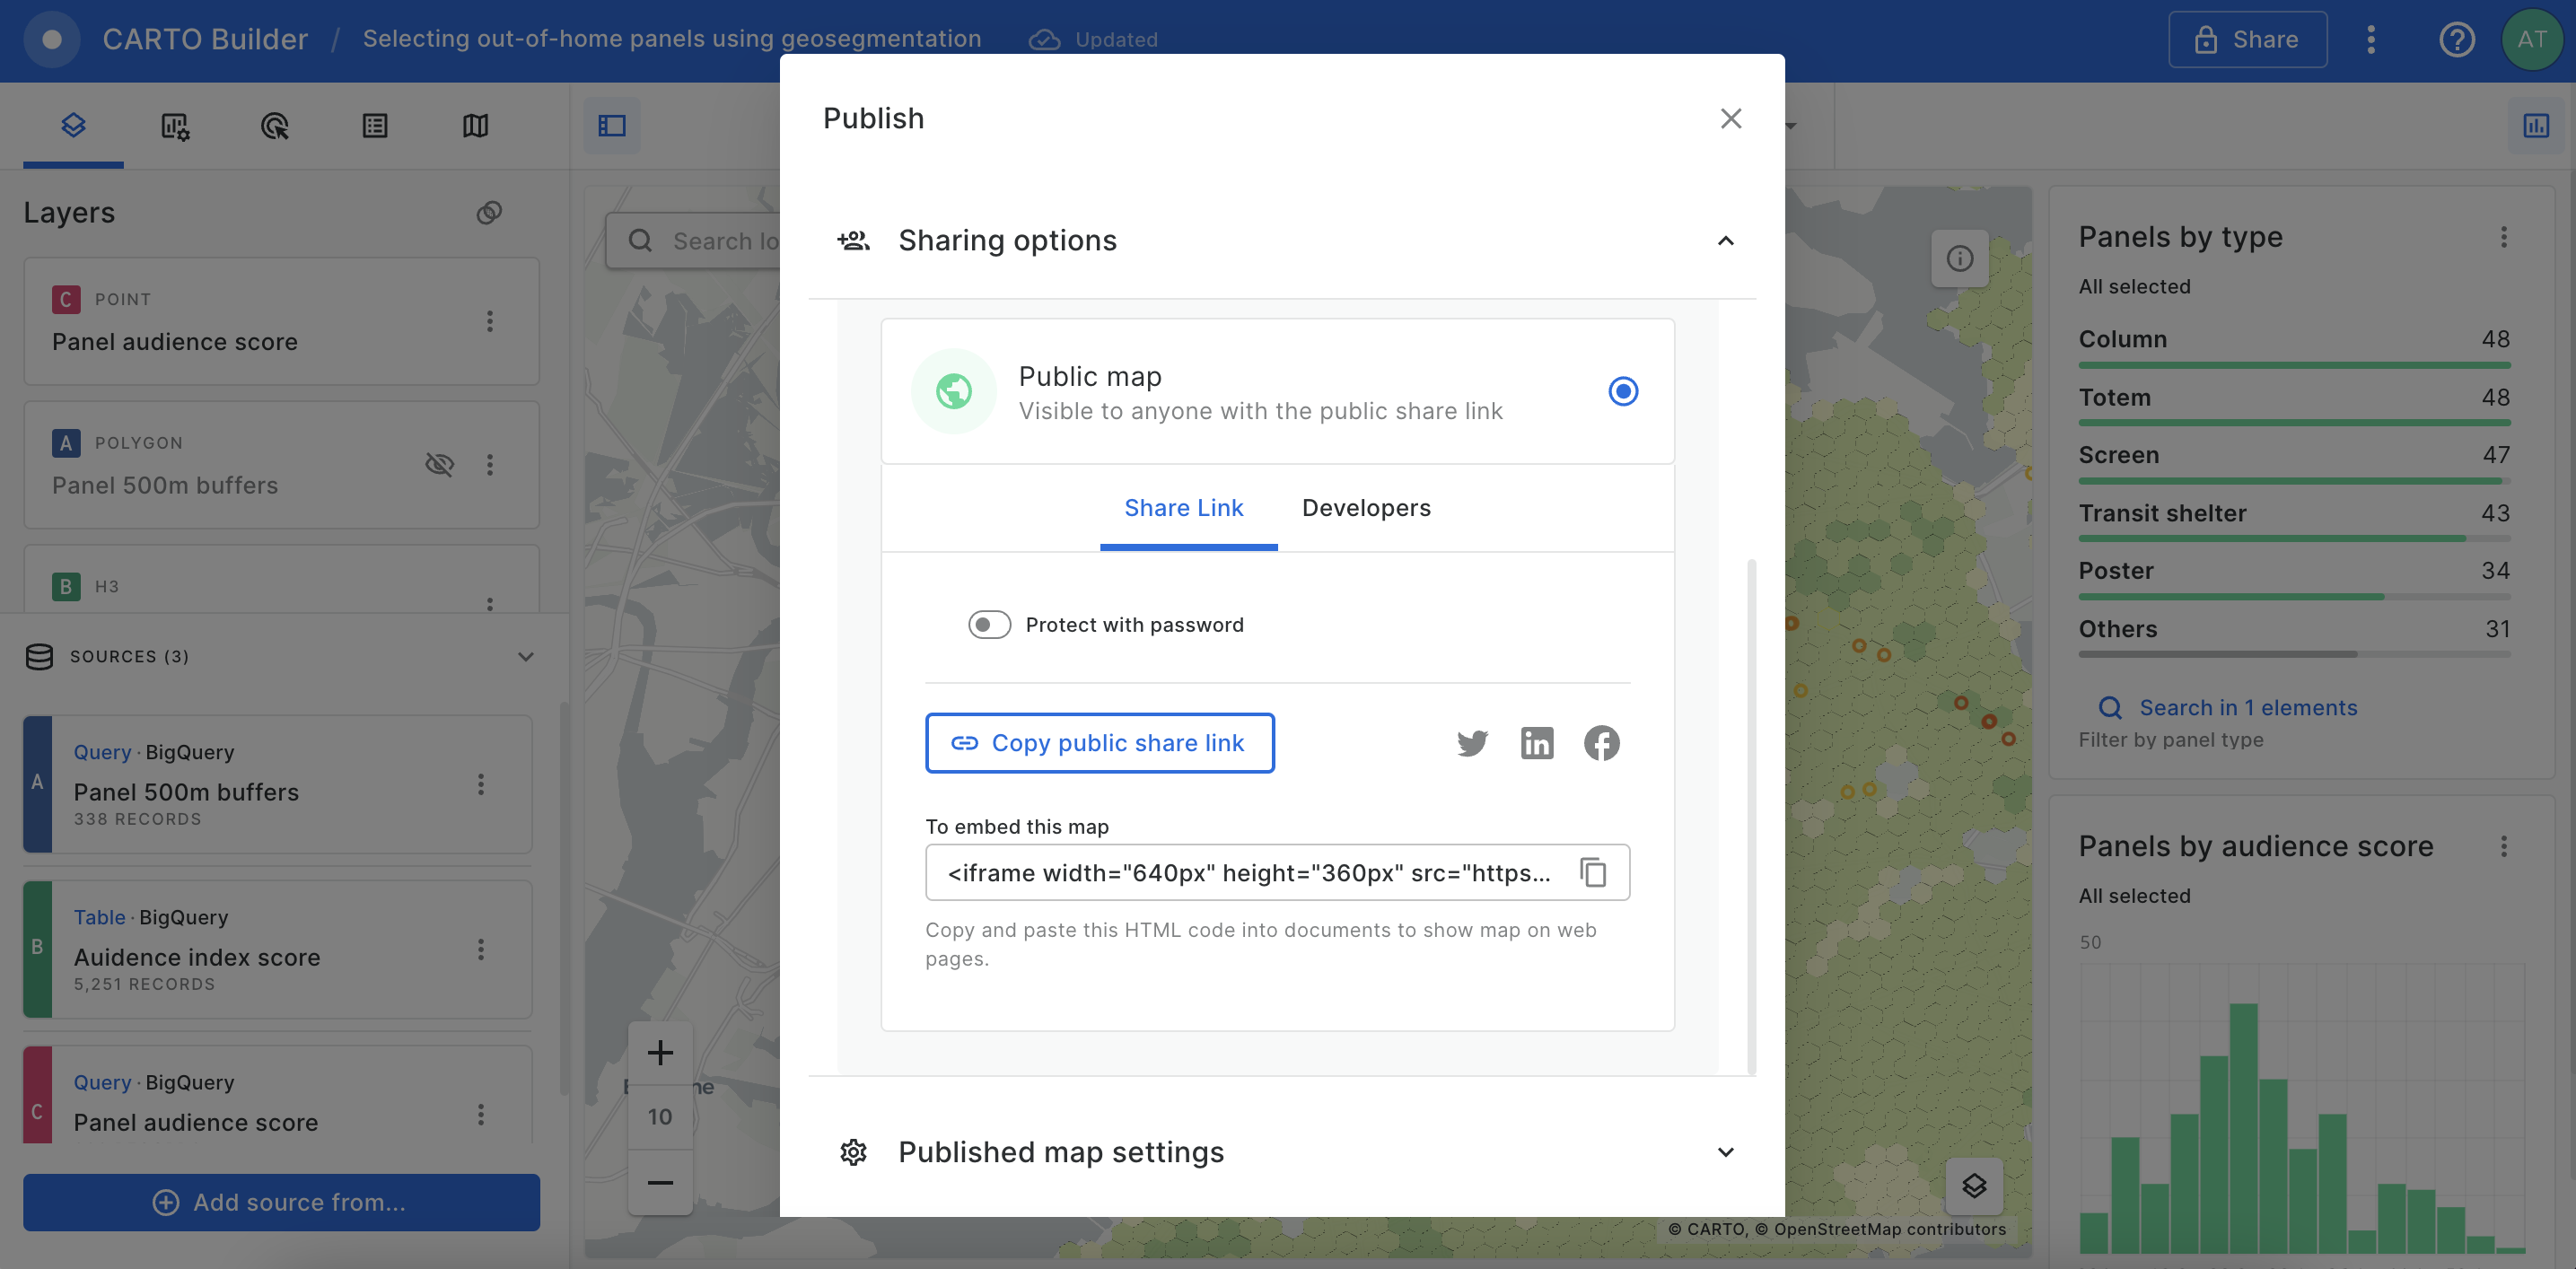 CARTO Builder / Selecting out-of-home panels using geosegmentation Updated
Share
AT
Layers
C POINT
Panel audience score
A POLYGON
Panel 500m buffers
B H3
SOURCES (3)
A
Query · BigQuery
Panel 500m buffers
338 RECORDS
B
Table · BigQuery
Auidence index score
5,251 RECORDS
C
Query · BigQuery
Panel audience score
Add source from...
Search lo
10
Publish
Sharing options
Public map
Visible to anyone with the public share link
Share Link
Developers
Protect with password
Copy public share link
To embed this map
<iframe width="640px" height="360px" src="https...
Copy and paste this HTML code into documents to show map on web
pages.
Published map settings
© CARTO, © OpenStreetMap contributors
Panels by type
All selected
Column 48
Totem 48
Screen 47
Transit shelter 43
Poster 34
Others 31
Search in 1 elements
Filter by panel type
Panels by audience score
All selected
50